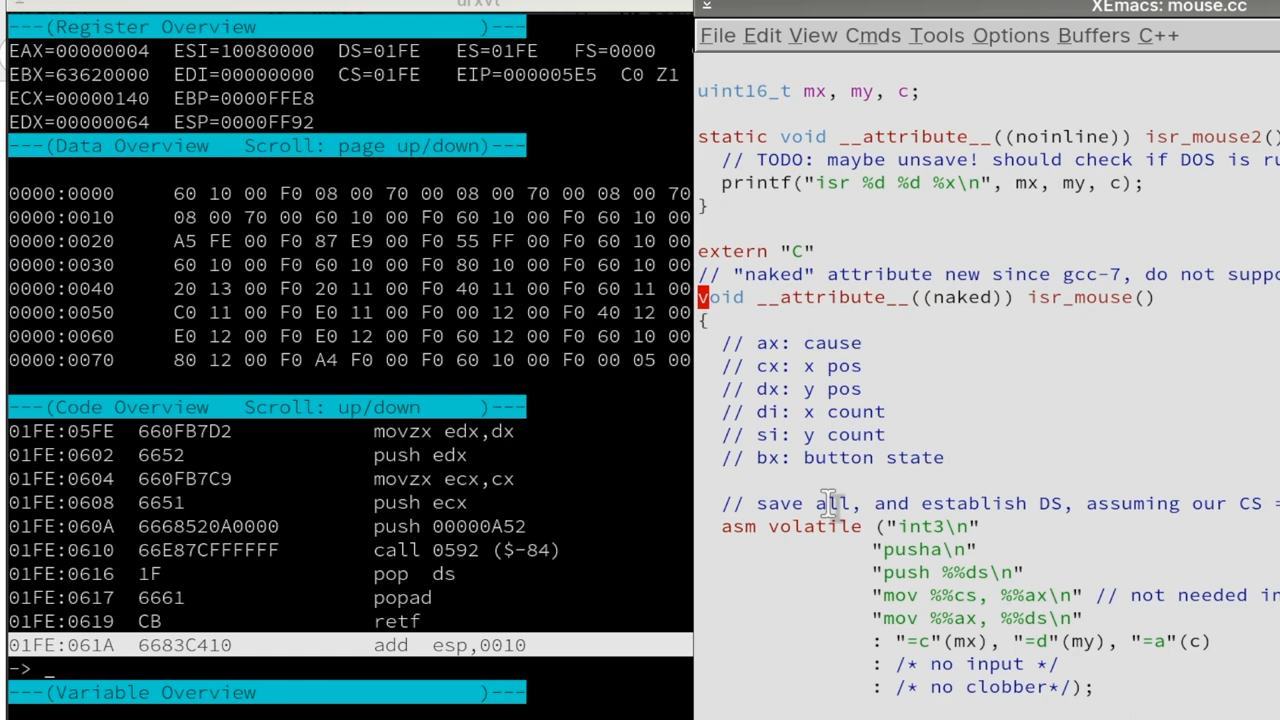 urxvt
---(Register Overview                   )---
EAX=00000004  ESI=10080000  DS=01FE   ES=01FE   FS=0000
EBX=63620000  EDI=00000000  CS=01FE   EIP=000005E5  C0 Z1
ECX=00000140  EBP=0000FFE8
EDX=00000064  ESP=0000FF92
---(Data Overview   Scroll: page up/down)---
0000:0000     60 10 00 F0 08 00 70 00 08 00 70 00 08 00 70
0000:0010     08 00 70 00 60 10 00 F0 60 10 00 F0 60 10 00
0000:0020     A5 FE 00 F0 87 E9 00 F0 55 FF 00 F0 60 10 00
0000:0030     60 10 00 F0 60 10 00 F0 80 10 00 F0 60 10 00
0000:0040     20 13 00 F0 20 11 00 F0 40 11 00 F0 60 11 00
0000:0050     C0 11 00 F0 E0 11 00 F0 00 12 00 F0 40 12 00
0000:0060     E0 12 00 F0 E0 12 00 F0 60 12 00 F0 60 10 00
0000:0070     80 12 00 F0 A4 F0 00 F0 60 10 00 F0 00 05 00
---(Code Overview   Scroll: up/down     )---
01FE:05FE  660FB7D2            movzx edx,dx
01FE:0602  6652                push edx
01FE:0604  660FB7C9            movzx ecx,cx
01FE:0608  6651                push ecx
01FE:060A  6668520A0000        push 00000A52
01FE:0610  66E87CFFFFFF        call 0592 ($-84)
01FE:0616  1F                  pop  ds
01FE:0617  6661                popad
01FE:0619  CB                  retf
01FE:061A  6683C410            add  esp,0010
-> _
---(Variable Overview                   )---
XEmacs: mouse.cc
File Edit View Cmds Tools Options Buffers C++
uint16_t mx, my, c;
static void __attribute__((noinline)) isr_mouse2()
// TODO: maybe unsave! should check if DOS is ru
printf("isr %d %d %x\n", mx, my, c);
}
extern "C"
// "naked" attribute new since gcc-7, do not suppo
void __attribute__((naked)) isr_mouse()
{
// ax: cause
// cx: x pos
// dx: y pos
// di: x count
// si: y count
// bx: button state
// save all, and establish DS, assuming our CS =
asm volatile ("int3\n"
"pusha\n"
"push %%ds\n"
"mov %%cs, %%ax\n" // not needed in
"mov %%ax, %%ds\n"
: "=c"(mx), "=d"(my), "=a"(c)
: /* no input */
: /* no clobber*/);